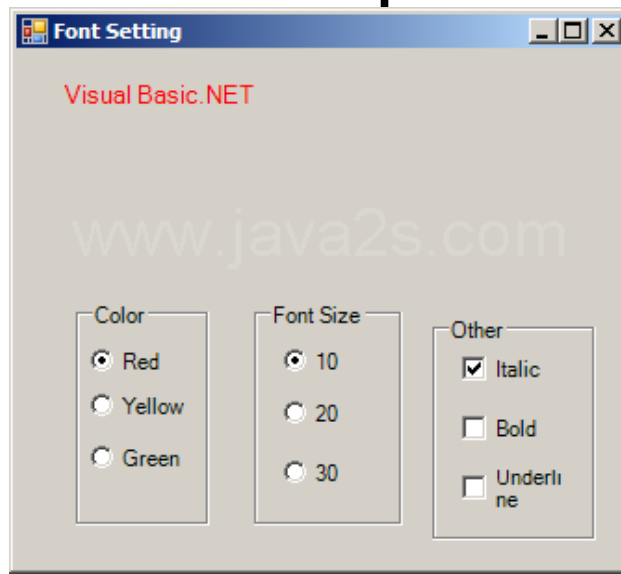 Font Setting
Visual Basic.NET
www.java2s.com
Color
Red
Yellow
Green
Font Size
10
20
30
Other
Italic
Bold
Underli
ne